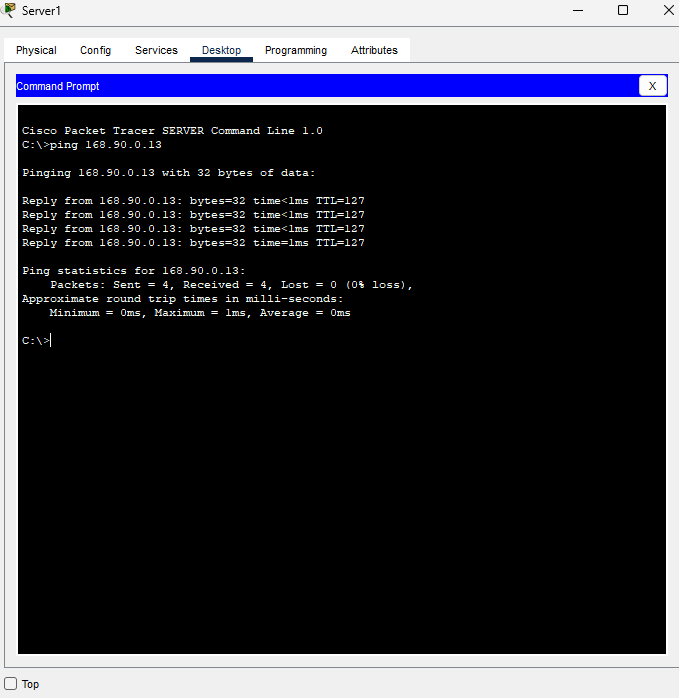 Server1
Physical Config Services Desktop Programming Attributes
Command Prompt X
Cisco Packet Tracer SERVER Command Line 1.0
C:\>ping 168.90.0.13
Pinging 168.90.0.13 with 32 bytes of data:
Reply from 168.90.0.13: bytes=32 time<1ms TTL=127
Reply from 168.90.0.13: bytes=32 time<1ms TTL=127
Reply from 168.90.0.13: bytes=32 time<1ms TTL=127
Reply from 168.90.0.13: bytes=32 time=1ms TTL=127
Ping statistics for 168.90.0.13:
    Packets: Sent = 4, Received = 4, Lost = 0 (0% loss),
Approximate round trip times in milli-seconds:
    Minimum = 0ms, Maximum = 1ms, Average = 0ms
C:\>
Top